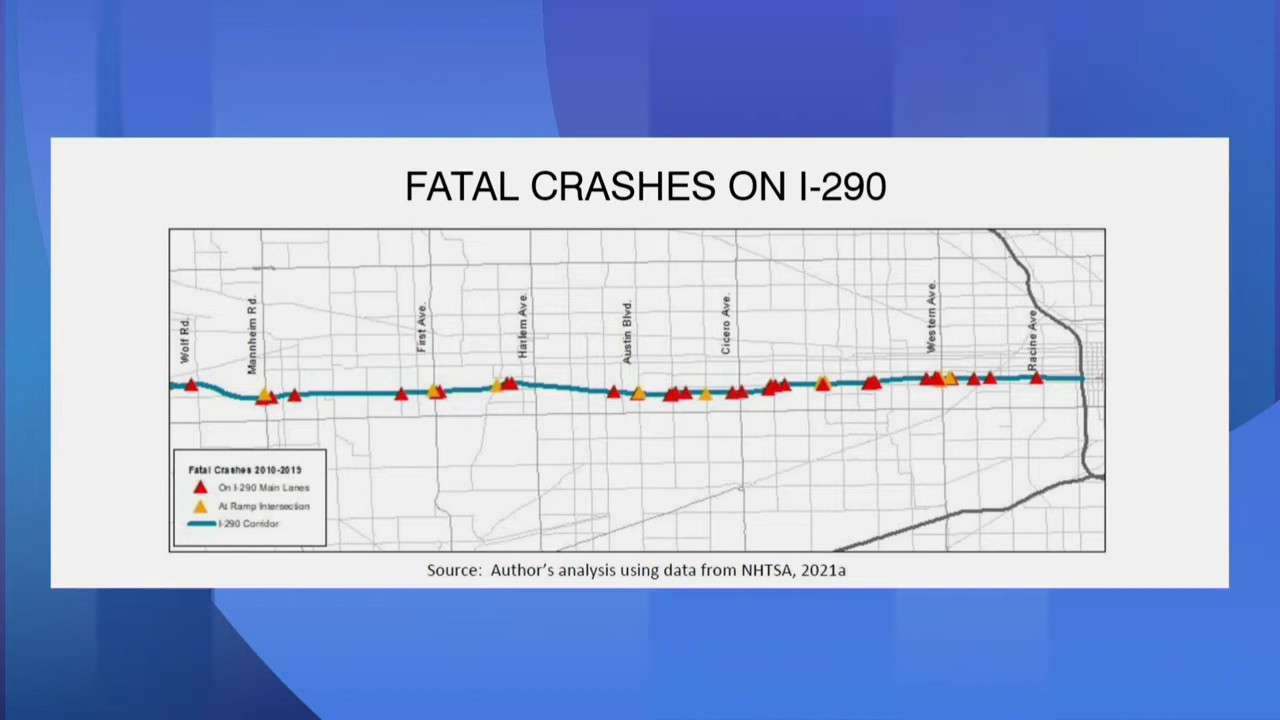 FATAL CRASHES ON I-290
Wolf Rd.
Mannheim Rd.
First Ave.
Harlem Ave.
Austin Blvd.
Cicero Ave.
Western Ave.
Racine Ave.
Fatal Crashes 2010-2019
On I-290 Main Lanes
At Ramp Intersection
I-290 Corridor
Source: Author's analysis using data from NHTSA, 2021a